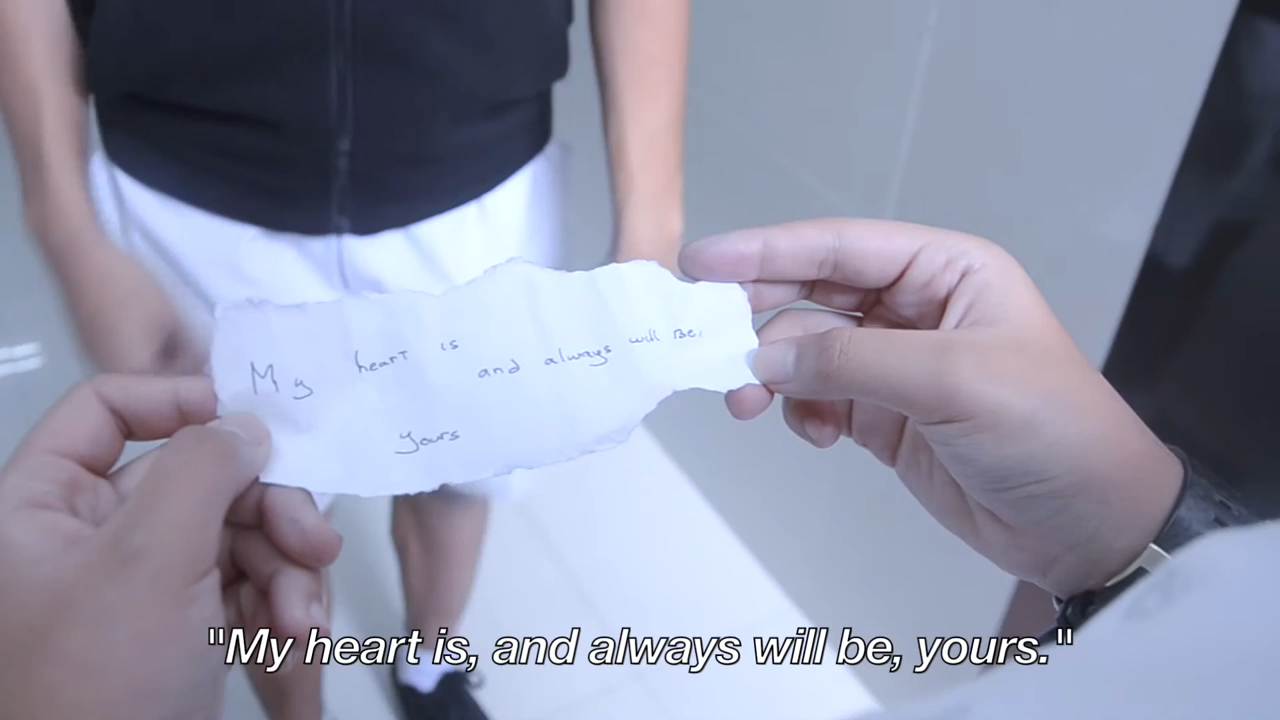 My heart is and always will Be,
yours
"My heart is, and always will be, yours."